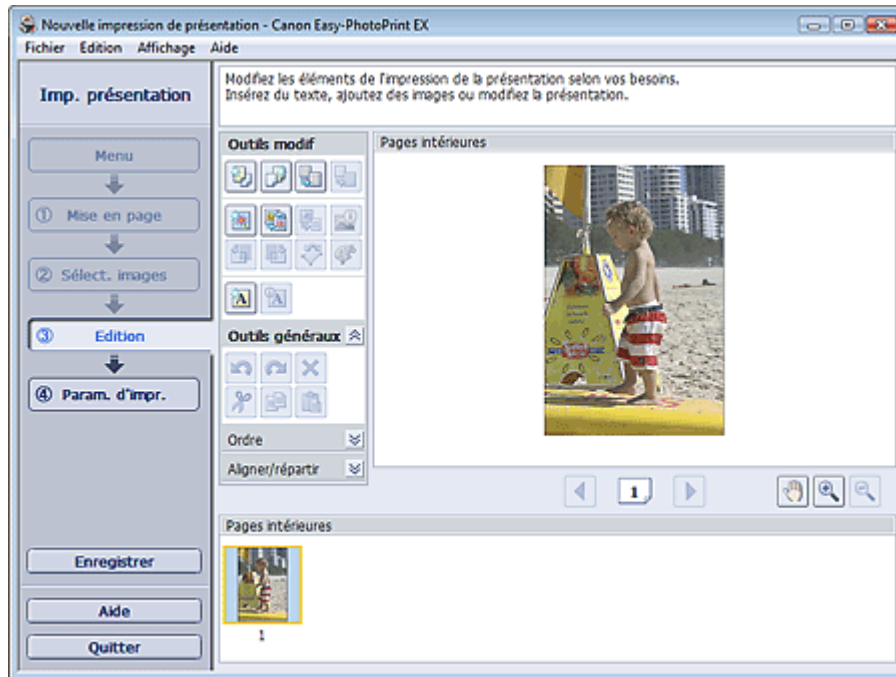 Nouvelle impression de présentation - Canon Easy-PhotoPrint EX
Fichier Edition Affichage Aide
Imp. présentation
Modifiez les éléments de l'impression de la présentation selon vos besoins.
Insérez du texte, ajoutez des images ou modifiez la présentation.
Menu
① Mise en page
② Sélect. images
③ Edition
④ Param. d'impr.
Enregistrer
Aide
Quitter
Outils modif
A
A
Outils généraux
Ordre
Aligner/répartir
Pages intérieures
1
Pages intérieures
1